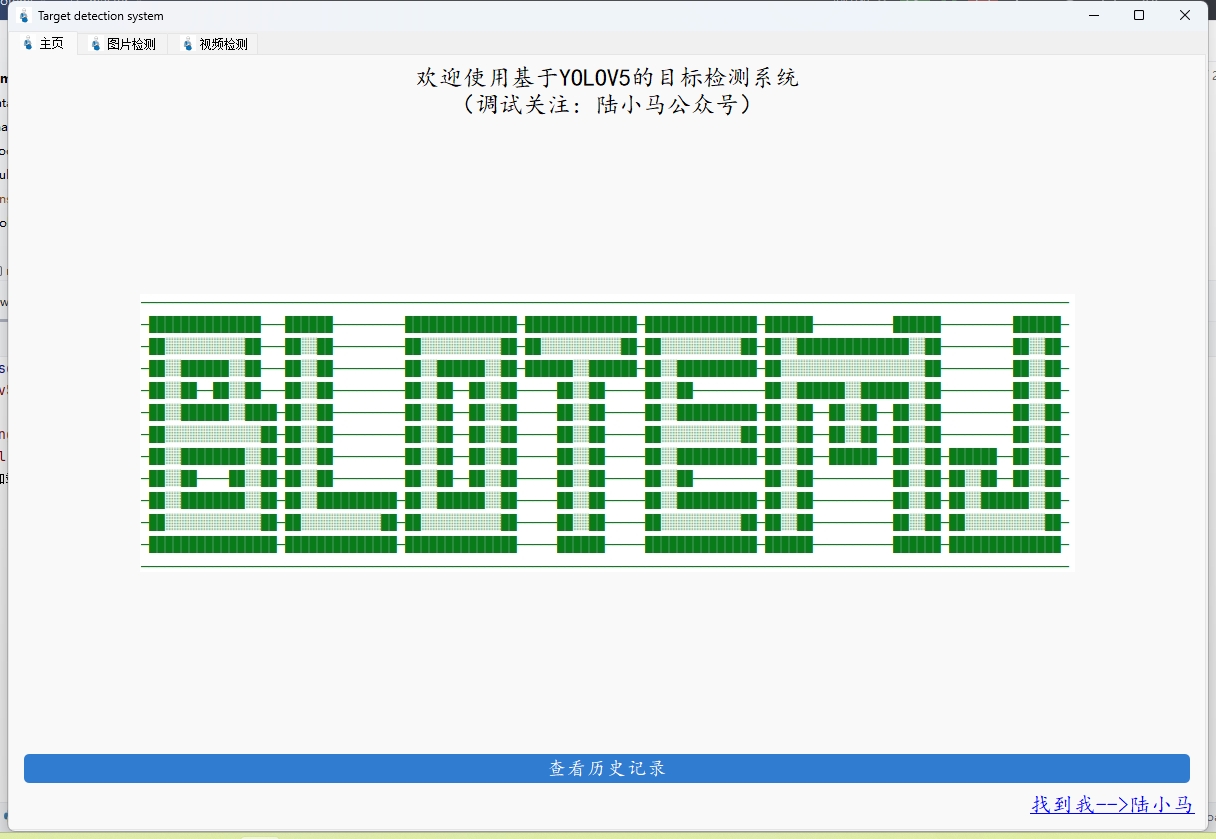 Target detection system
主页 图片检测 视频检测
欢迎使用基于YOLOV5的目标检测系统
（调试关注：陆小马公众号）
BLOTEMJ
查看历史记录
找到我-->陆小马